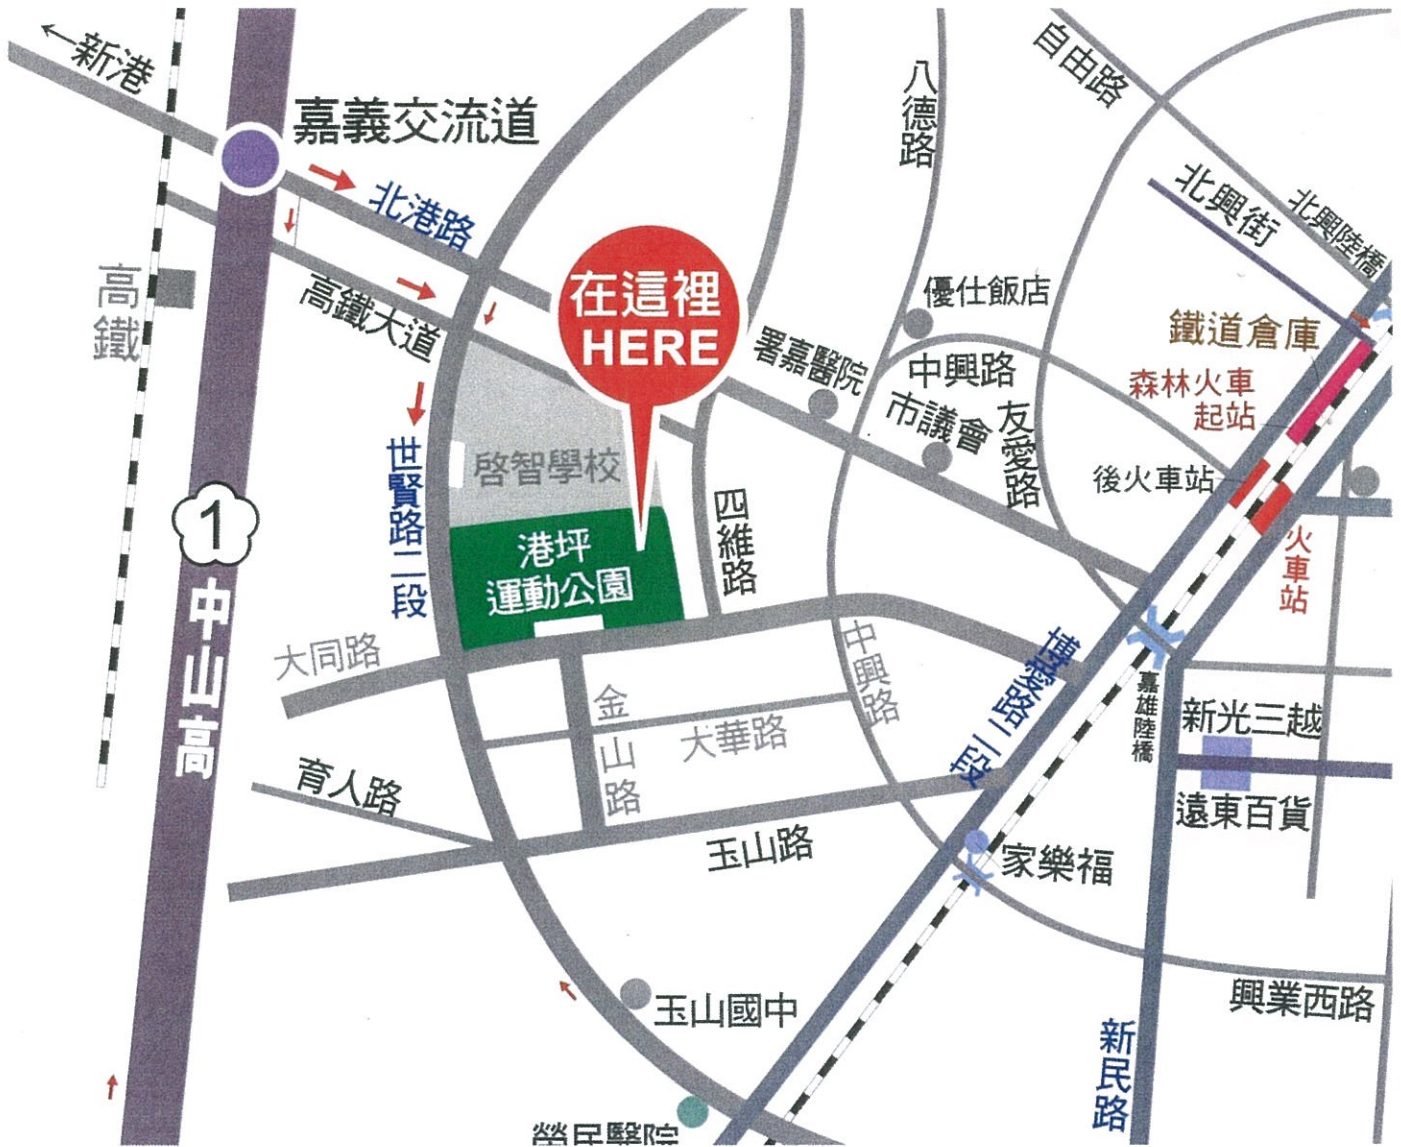 ←新港
嘉義交流道
北港路
高鐵大道
高鐵
在這裡
HERE
八德路
自由路
北興街
北興陸橋
優仕飯店
鐵道倉庫
署嘉醫院
中興路
市議會
友愛路
森林火車
起站
後火車站
火車站
世賢路二段
啓智學校
四維路
港坪
運動公園
1
中山高
大同路
金山路
大華路
中興路
博愛路二段
嘉雄陸橋
新光三越
遠東百貨
育人路
玉山路
家樂福
玉山國中
興業西路
新民路
榮民醫院